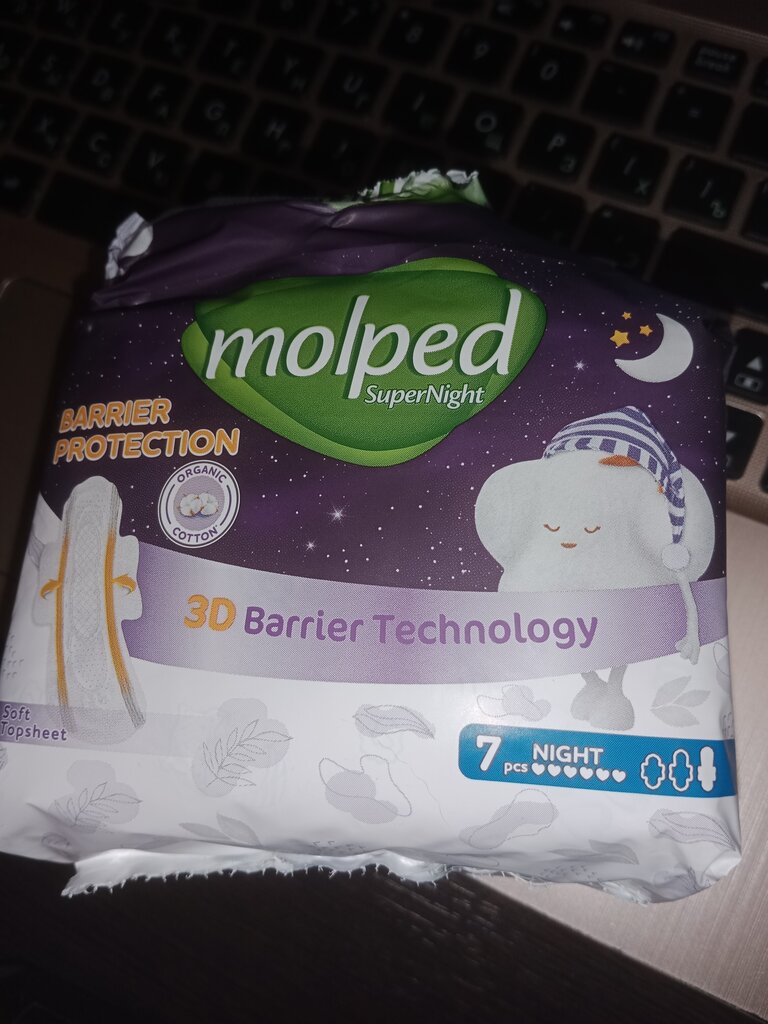 molped
SuperNight
BARRIER
PROTECTION
ORGANIC
COTTON
3D Barrier Technology
Soft
Topsheet
7 pcs
NIGHT